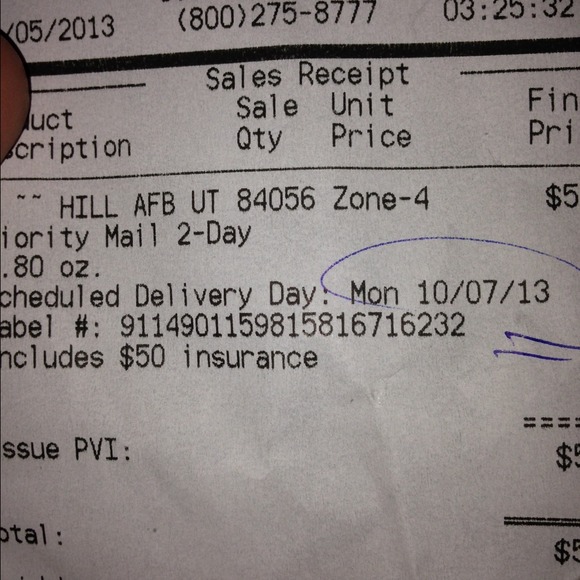 /05/2013 (800)275-8777 03:25:32
Sales Receipt
duct Sale Unit Fin
scription Qty Price Pri
~~ HILL AFB UT 84056 Zone-4 $5
iority Mail 2-Day
.80 oz.
cheduled Delivery Day: Mon 10/07/13
abel #: 9114901159815816716232
ncludes $50 insurance
====
ssue PVI: $5
otal: $5